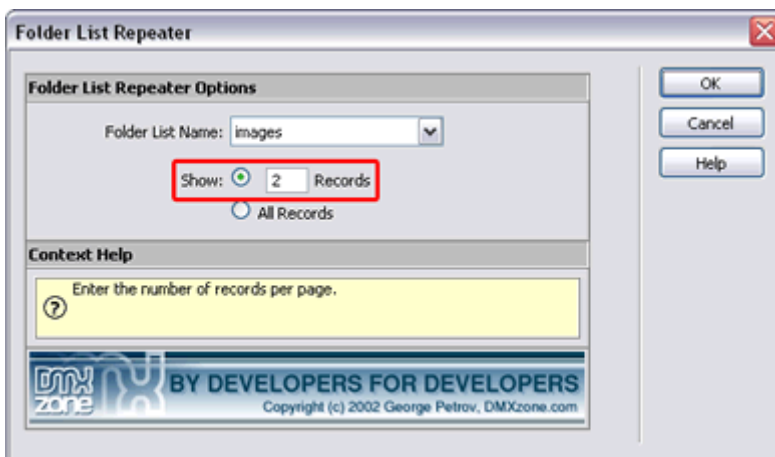 Folder List Repeater
Folder List Repeater Options
Folder List Name: images
Show: 2 Records
All Records
OK
Cancel
Help
Context Help
Enter the number of records per page.
DMX zone
BY DEVELOPERS FOR DEVELOPERS
Copyright (c) 2002 George Petrov, DMXzone.com